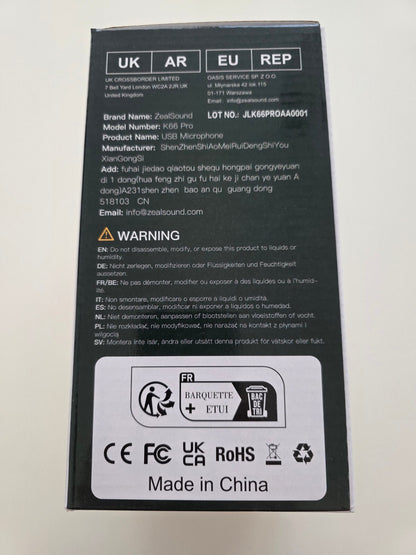 UK AR EU REP
UK CROSSBORDER LIMITED
7 Bell Yard London WC2A 2JR UK
United Kingdom
OASIS SERVICE SP Z O.O.
ul. Młynarska 42 lok.115
01-171 Warszawa
Email: info@zealsound.com
Brand Name: ZealSound
LOT NO.: JLK66PROAA0001
Model Number: K66 Pro
Product Name: USB Microphone
Manufacturer: ShenZhenShiAoMeiRuiDengShiYou
XianGongSi
Add: fuhai jiedao qiaotou shequ hongpai gongyeyuan
di 1 dong(hua feng zhi gu fu hai ke ji chan ye yuan A
dong)A231shen zhen bao an qu guang dong
518103 CN
Email: info@zealsound.com
WARNING
EN: Do not disassemble, modify, or expose this product to liquids or
humidity.
DE: Nicht zerlegen, modifizieren oder Flüssigkeiten und Feuchtigkeit
aussetzen.
FR/BE: Ne pas démonter, modifier ou exposer à des liquides ou à l'humid-
ité.
IT: Non smontare, modificare o esporre a liquidi o umidità.
ES: No desensamblar, modificar ni exponer a líquidos o humedad.
NL: Niet demonteren, aanpassen of blootstellen aan vloeistoffen of vocht.
PL: Nie rozkładać, nie modyfikować, nie narażać na kontakt z płynami i
wilgocią.
SV: Montera inte isär, ändra eller utsätt denna produkt för vätskor eller fukt.
FR
BARQUETTE
+ ETUI
BAC
DE
TRI
CE FC UK
CA RoHS
Made in China